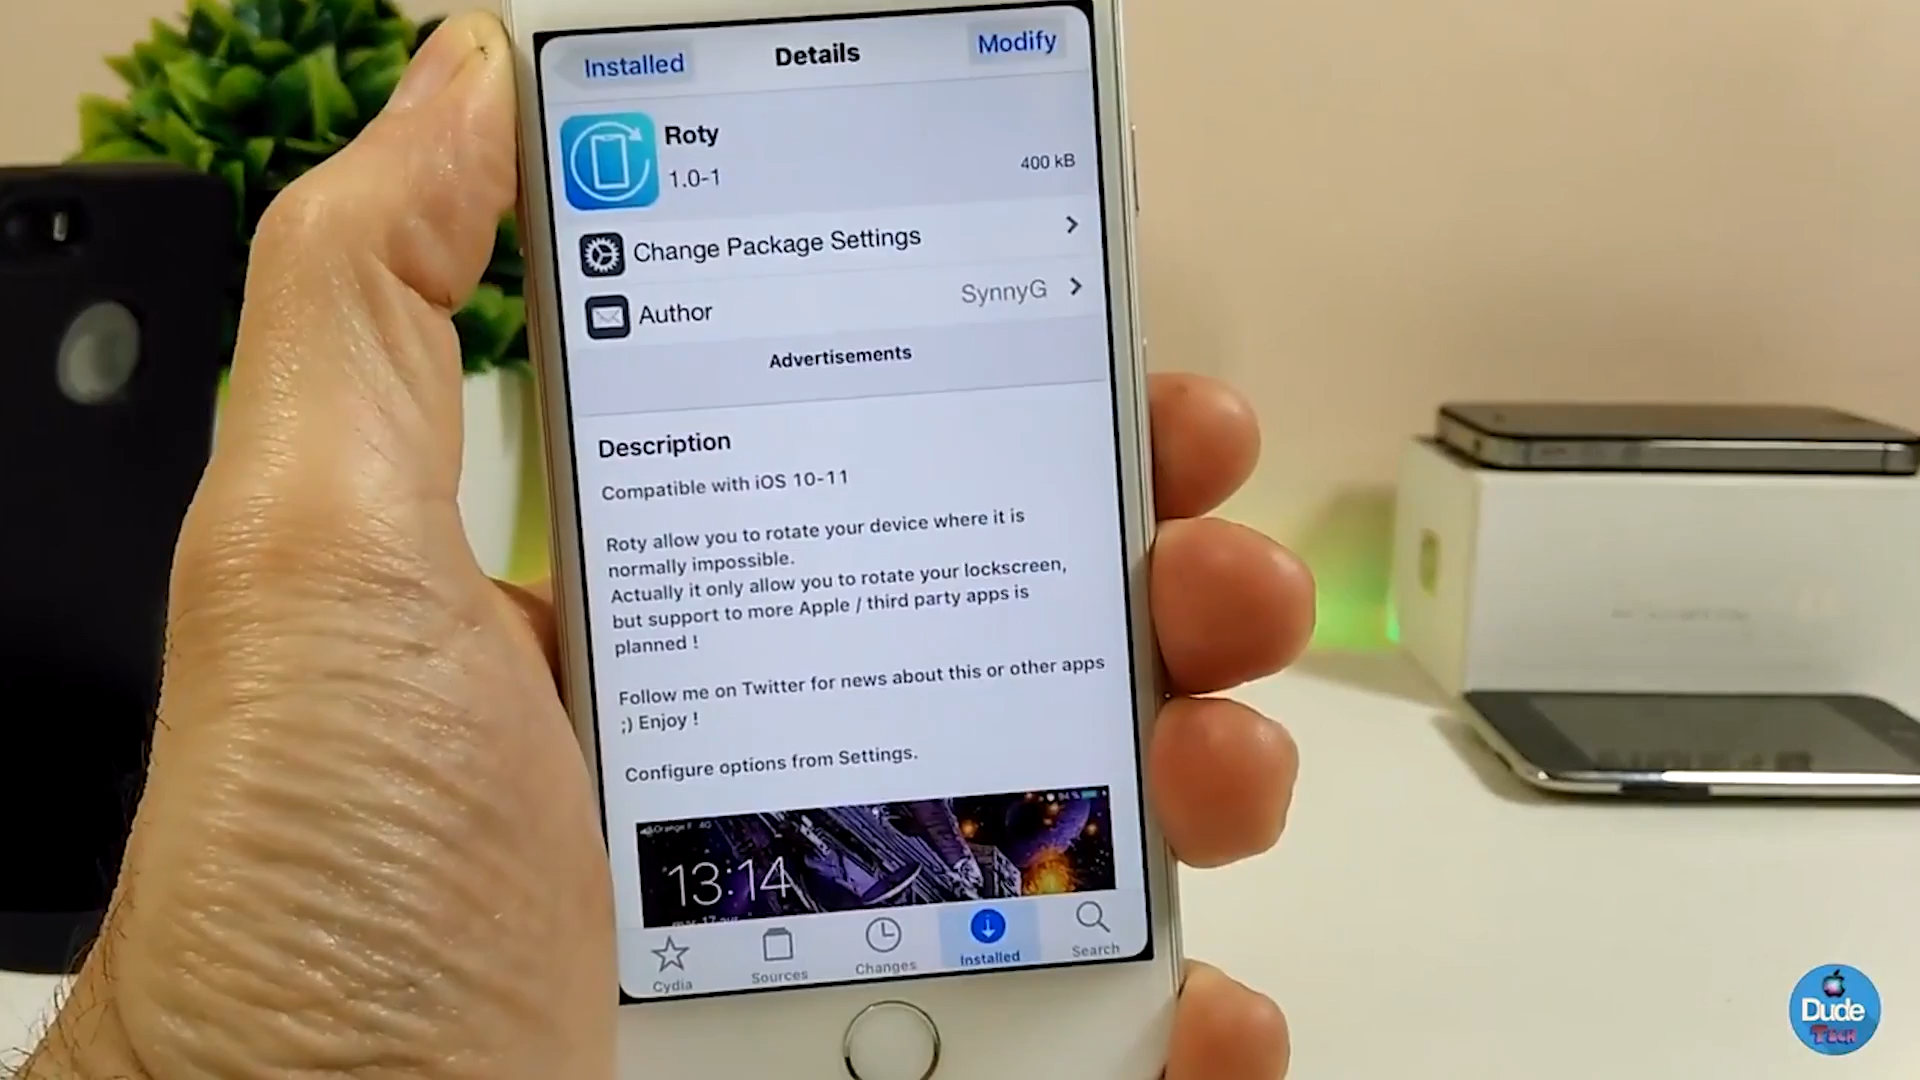 Installed
Details
Modify
Roty
1.0-1
400 kB
Change Package Settings
Author
SynnyG
Advertisements
Description
Compatible with iOS 10-11
Roty allow you to rotate your device where it is
normally impossible.
Actually it only allow you to rotate your lockscreen,
but support to more Apple / third party apps is
planned !
Follow me on Twitter for news about this or other apps
;) Enjoy !
Configure options from Settings.
Orange F 4G
94 %
13:14
Cydia
Sources
Changes
Installed
Search
Dude
Tech